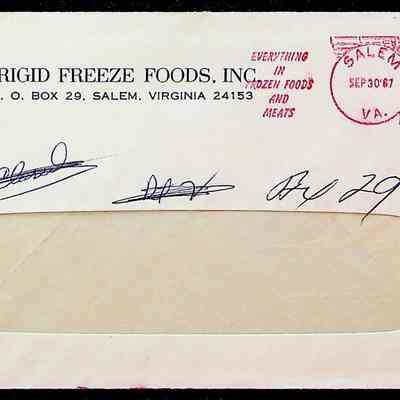 RIGID FREEZE FOODS, INC.
. O. BOX 29, SALEM, VIRGINIA 24153
EVERYTHING
IN
FROZEN FOODS
AND
MEATS
SALEM
SEP 30'67
VA.
29